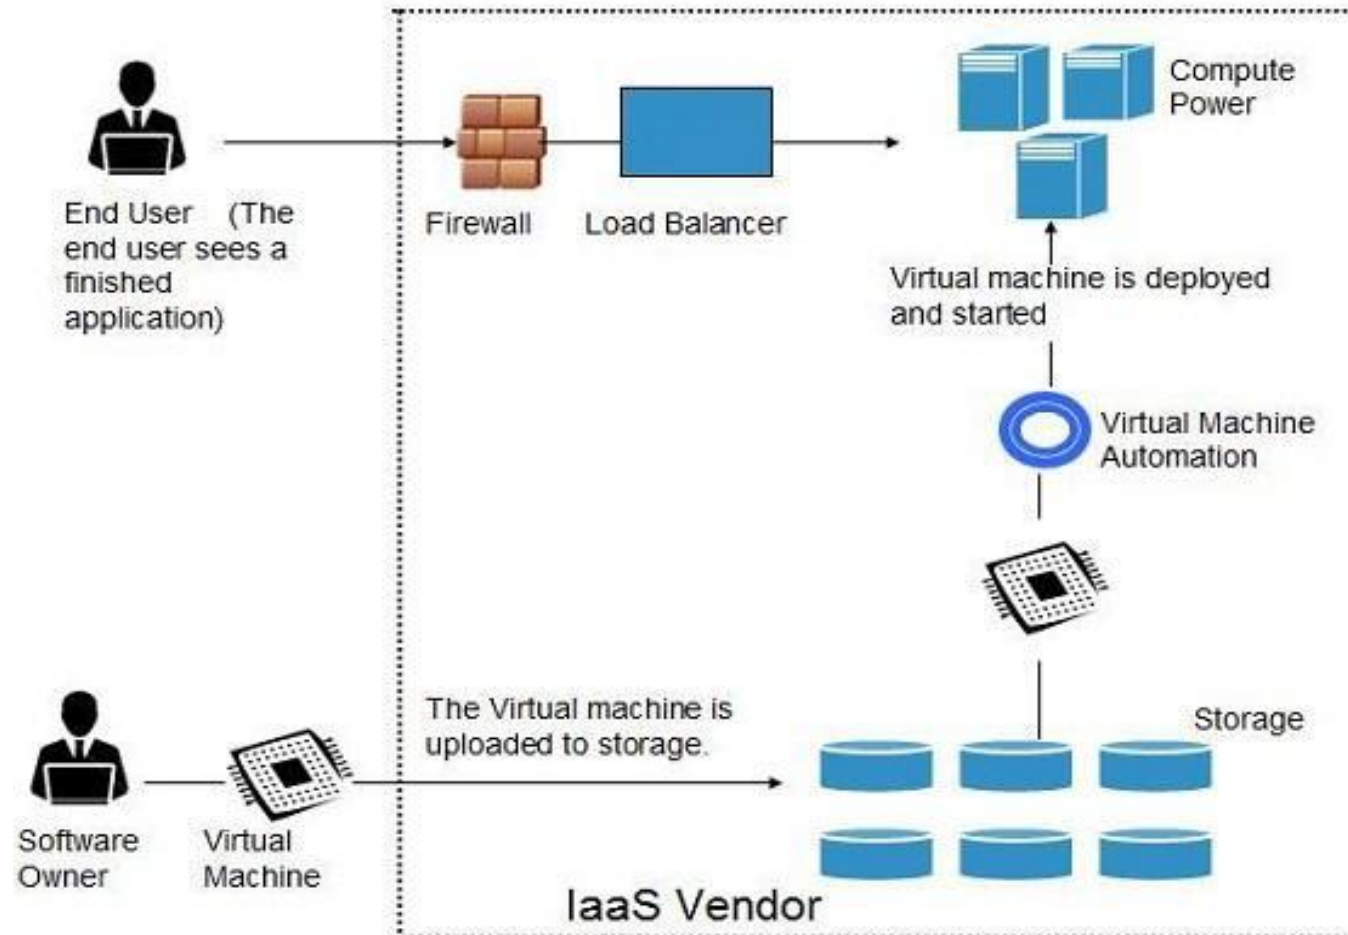 Compute
Power
End User (The
end user sees a
finished
application)
Firewall
Load Balancer
Virtual machine is deployed
and started
Virtual Machine
Automation
The Virtual machine is
uploaded to storage.
Storage
Software
Owner
Virtual
Machine
IaaS Vendor